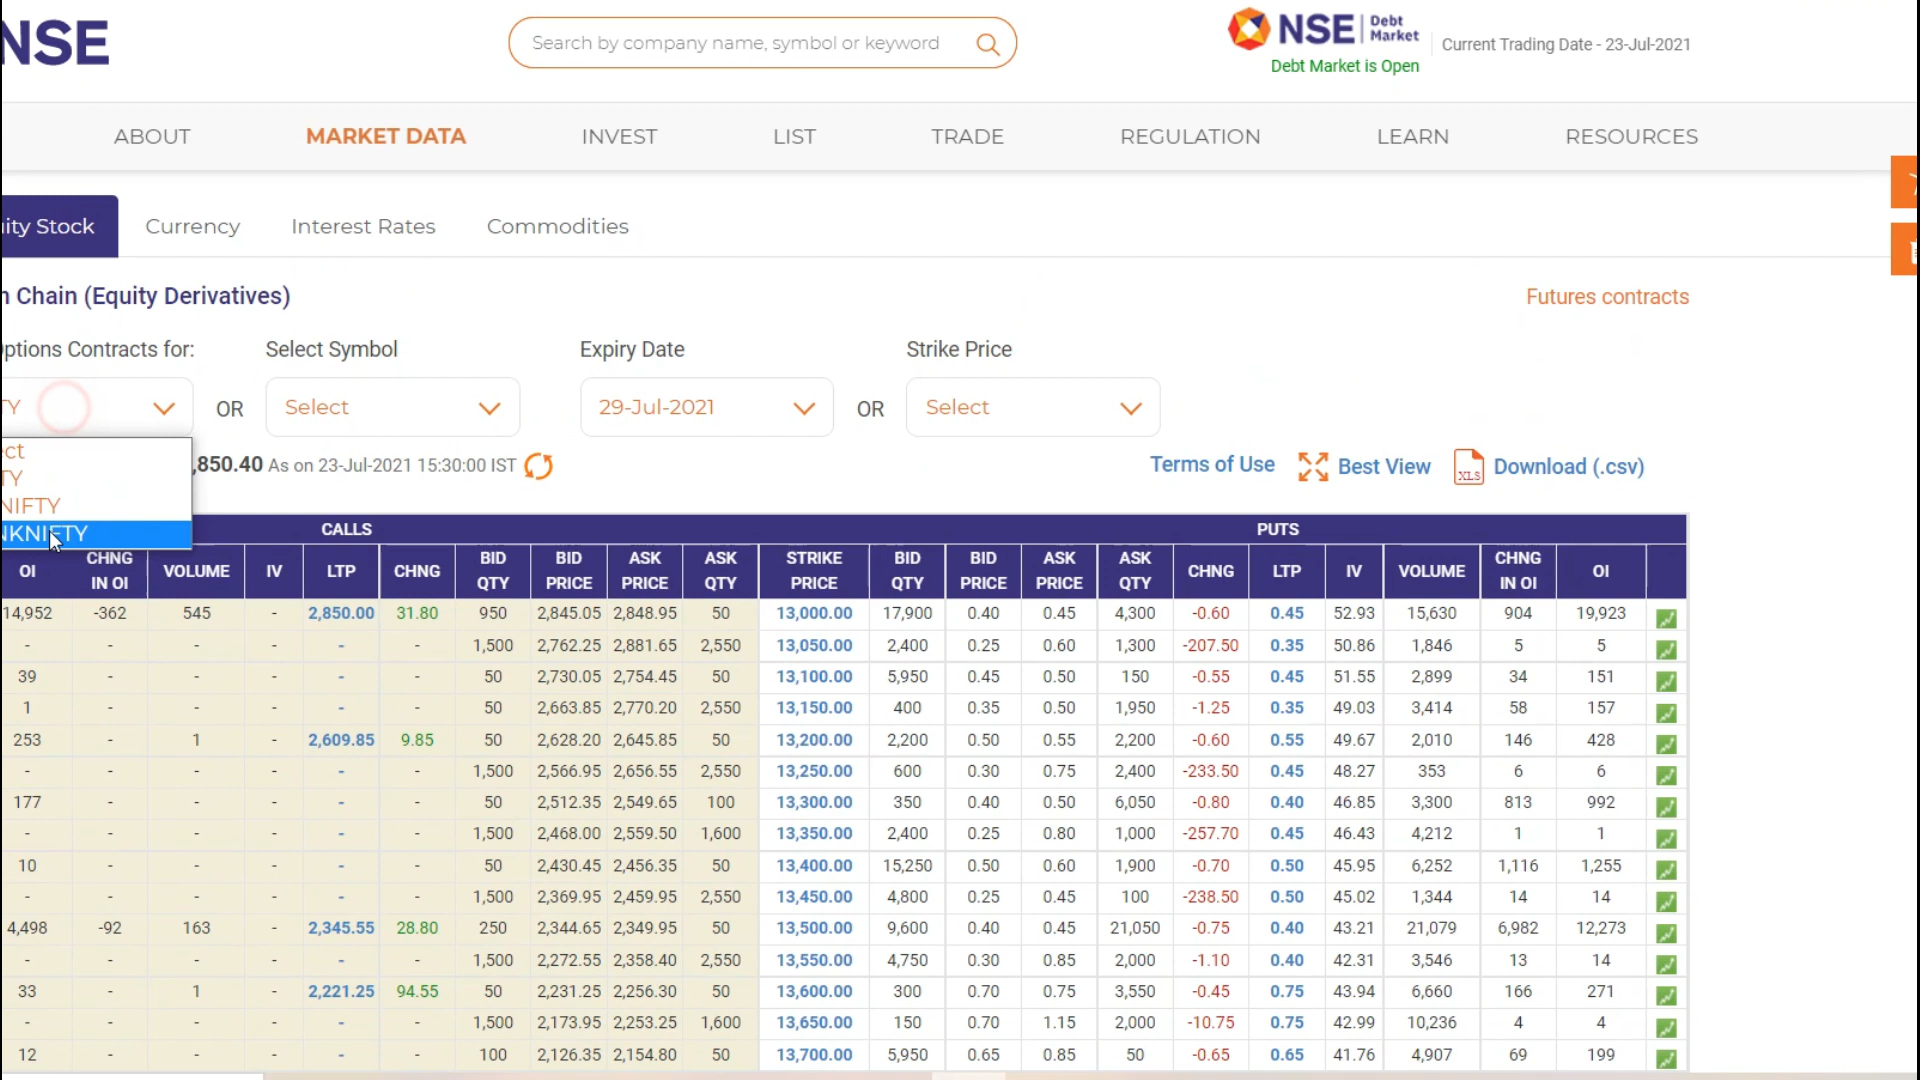 NSE
Search by company name, symbol or keyword
NSE Debt Market
Current Trading Date - 23-Jul-2021
Debt Market is Open
ABOUT MARKET DATA INVEST LIST TRADE REGULATION LEARN RESOURCES
ity Stock Currency Interest Rates Commodities
n Chain (Equity Derivatives) Futures contracts
ptions Contracts for: Select Symbol Expiry Date Strike Price
TY OR Select 29-Jul-2021 OR Select
ect
TY
NIFTY
NKNIFTY
,850.40 As on 23-Jul-2021 15:30:00 IST Terms of Use Best View XLS Download (.csv)
CALLS PUTS
OI CHNG IN OI VOLUME IV LTP CHNG BID QTY BID PRICE ASK PRICE ASK QTY STRIKE PRICE BID QTY BID PRICE ASK PRICE ASK QTY CHNG LTP IV VOLUME CHNG IN OI OI
14,952 -362 545 - 2,850.00 31.80 950 2,845.05 2,848.95 50 13,000.00 17,900 0.40 0.45 4,300 -0.60 0.45 52.93 15,630 904 19,923
- - - - - - 1,500 2,762.25 2,881.65 2,550 13,050.00 2,400 0.25 0.60 1,300 -207.50 0.35 50.86 1,846 5 5
39 - - - - - 50 2,730.05 2,754.45 50 13,100.00 5,950 0.45 0.50 150 -0.55 0.45 51.55 2,899 34 151
1 - - - - - 50 2,663.85 2,770.20 2,550 13,150.00 400 0.35 0.50 1,950 -1.25 0.35 49.03 3,414 58 157
253 - 1 - 2,609.85 9.85 50 2,628.20 2,645.85 50 13,200.00 2,200 0.50 0.55 2,200 -0.60 0.55 49.67 2,010 146 428
- - - - - - 1,500 2,566.95 2,656.55 2,550 13,250.00 600 0.30 0.75 2,400 -233.50 0.45 48.27 353 6 6
177 - - - - - 50 2,512.35 2,549.65 100 13,300.00 350 0.40 0.50 6,050 -0.80 0.40 46.85 3,300 813 992
- - - - - - 1,500 2,468.00 2,559.50 1,600 13,350.00 2,400 0.25 0.80 1,000 -257.70 0.45 46.43 4,212 1 1
10 - - - - - 50 2,430.45 2,456.35 50 13,400.00 15,250 0.50 0.60 1,900 -0.70 0.50 45.95 6,252 1,116 1,255
- - - - - - 1,500 2,369.95 2,459.95 2,550 13,450.00 4,800 0.25 0.45 100 -238.50 0.50 45.02 1,344 14 14
4,498 -92 163 - 2,345.55 28.80 250 2,344.65 2,349.95 50 13,500.00 9,600 0.40 0.45 21,050 -0.75 0.40 43.21 21,079 6,982 12,273
- - - - - - 1,500 2,272.55 2,358.40 2,550 13,550.00 4,750 0.30 0.85 2,000 -1.10 0.40 42.31 3,546 13 14
33 - 1 - 2,221.25 94.55 50 2,231.25 2,256.30 50 13,600.00 300 0.70 0.75 3,550 -0.45 0.75 43.94 6,660 166 271
- - - - - - 1,500 2,173.95 2,253.25 1,600 13,650.00 150 0.70 1.15 2,000 -10.75 0.75 42.99 10,236 4 4
12 - - - - - 100 2,126.35 2,154.80 50 13,700.00 5,950 0.65 0.85 50 -0.65 0.65 41.76 4,907 69 199